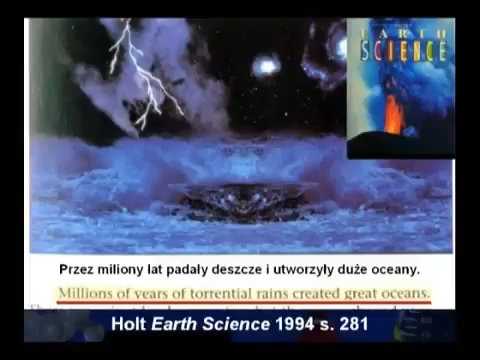 EARTH
SCIENCE
Przez miliony lat padały deszcze i utworzyły duże oceany.
Millions of years of torrential rains created great oceans.
Holt Earth Science 1994 s. 281